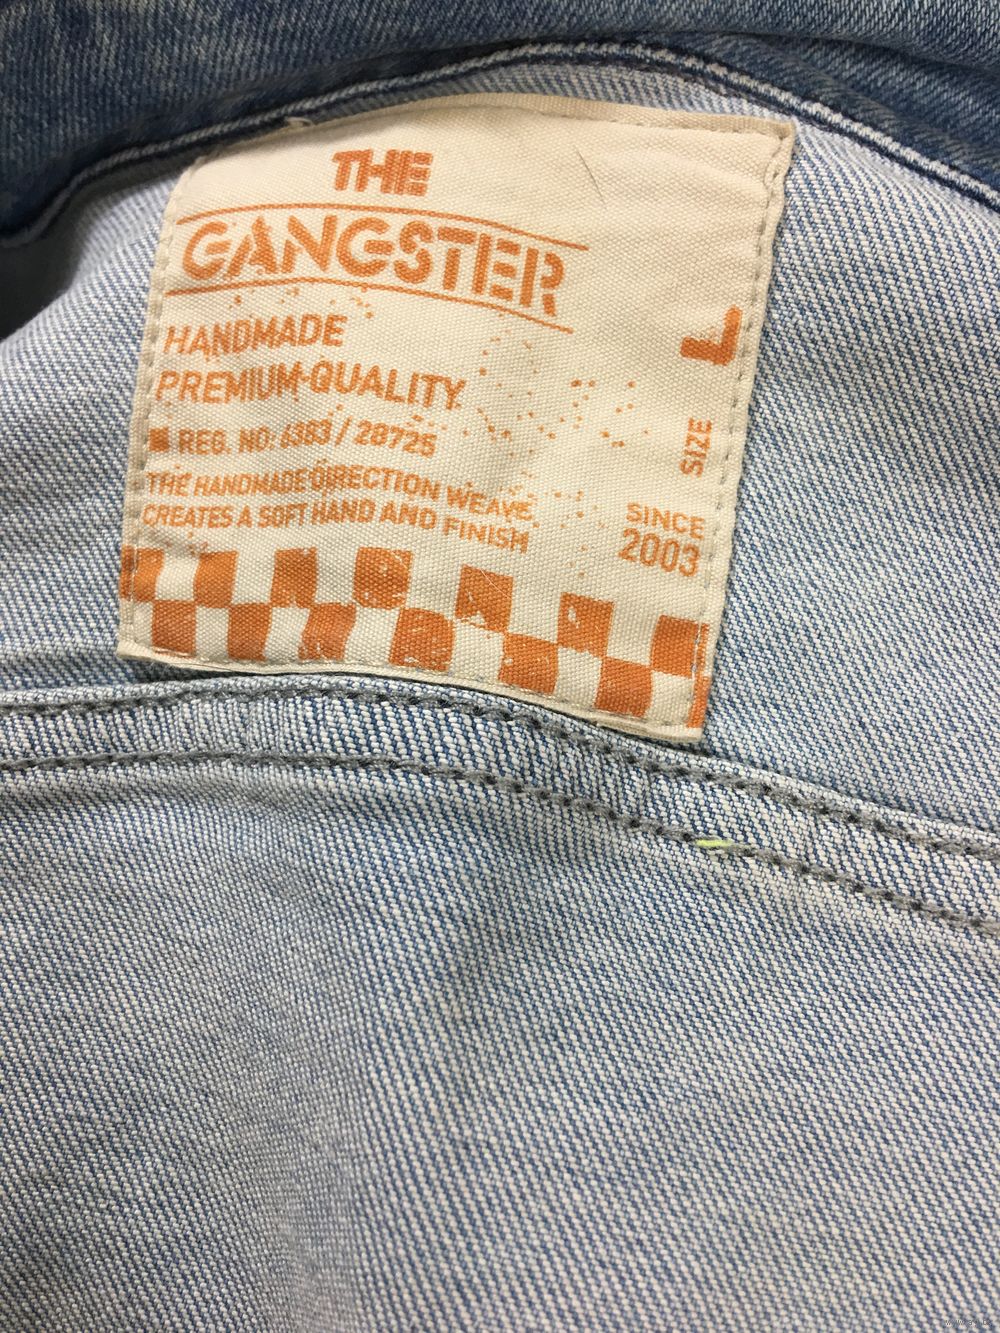 THE
GANGSTER
HANDMADE
PREMIUM-QUALITY
REG. NO: 6383 / 28725
THE HANDMADE DIRECTION WEAVE
CREATES A SOFT HAND AND FINISH
SIZE L
SINCE
2003